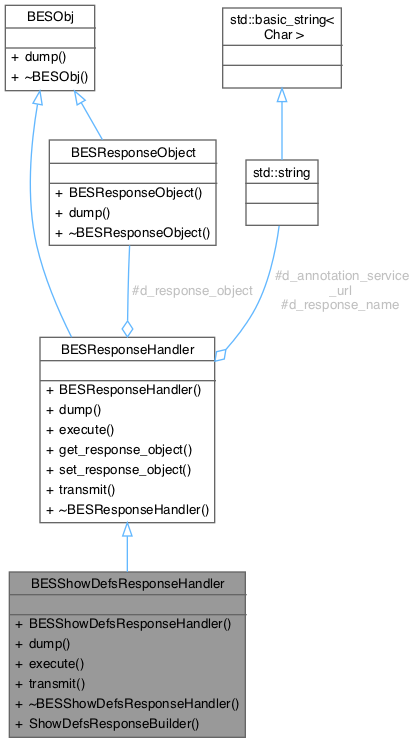 BESObj
+ dump()
+ ~BESObj()
std::basic_string<
Char >
BESResponseObject
+ BESResponseObject()
+ dump()
+ ~BESResponseObject()
std::string
#d_response_object
#d_annotation_service
_url
#d_response_name
BESResponseHandler
+ BESResponseHandler()
+ dump()
+ execute()
+ get_response_object()
+ set_response_object()
+ transmit()
+ ~BESResponseHandler()
BESShowDefsResponseHandler
+ BESShowDefsResponseHandler()
+ dump()
+ execute()
+ transmit()
+ ~BESShowDefsResponseHandler()
+ ShowDefsResponseBuilder()